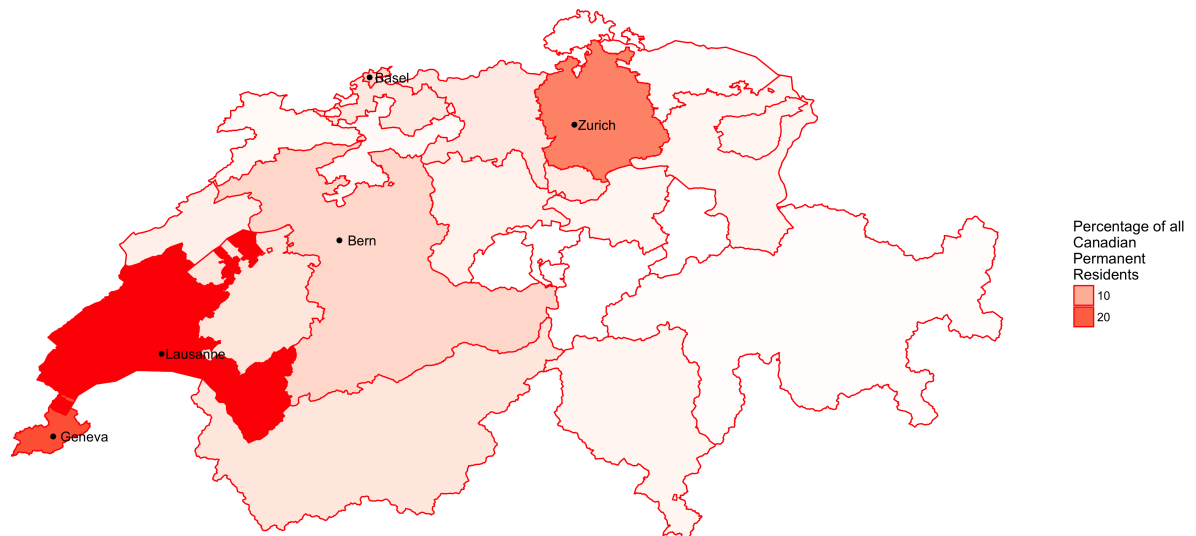 Basel
Zurich
Bern
Lausanne
Geneva
Percentage of all
Canadian
Permanent
Residents
10
20